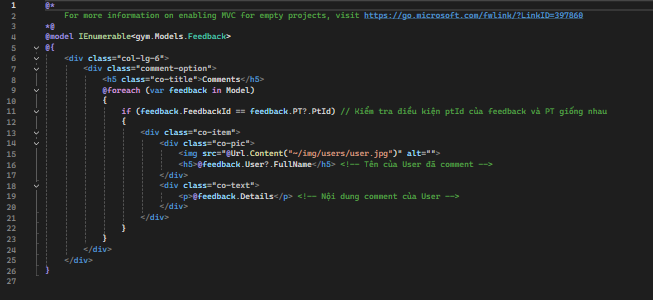 1 @*
2 For more information on enabling MVC for empty projects, visit https://go.microsoft.com/fwlink/?LinkID=397860
3 *@
4 @model IEnumerable<gym.Models.Feedback>
5 @{
6 <div class="col-lg-6">
7 <div class="comment-option">
8 <h5 class="co-title">Comments</h5>
9 @foreach (var feedback in Model)
10 {
11 if (feedback.FeedbackId == feedback.PT?.PtId) // Kiểm tra điều kiện ptId của feedback và PT giống nhau
12 {
13 <div class="co-item">
14 <div class="co-pic">
15 <img src="@Url.Content("~/img/users/user.jpg")" alt="">
16 <h5>@feedback.User?.FullName</h5> <!-- Tên của User đã comment -->
17 </div>
18 <div class="co-text">
19 <p>@feedback.Details</p> <!-- Nội dung comment của User -->
20 </div>
21 </div>
22 }
23 }
24 </div>
25 </div>
26 }
27